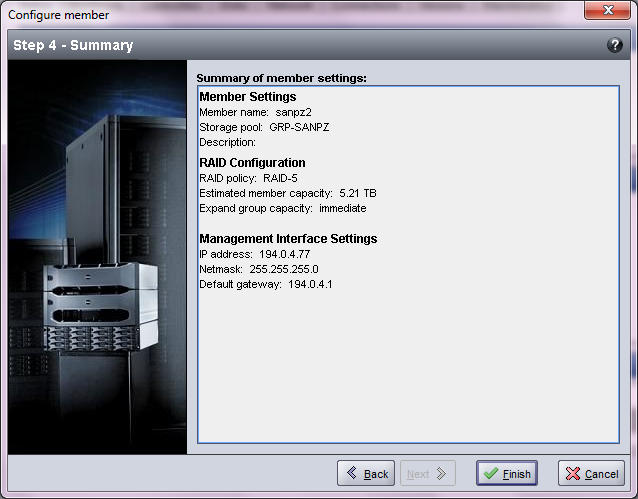 Configure member
Step 4 - Summary
?
Summary of member settings:
Member Settings
Member name: sanpz2
Storage pool: GRP-SANPZ
Description:
RAID Configuration
RAID policy: RAID-5
Estimated member capacity: 5.21 TB
Expand group capacity: immediate
Management Interface Settings
IP address: 194.0.4.77
Netmask: 255.255.255.0
Default gateway: 194.0.4.1
Back
Next
Finish
Cancel